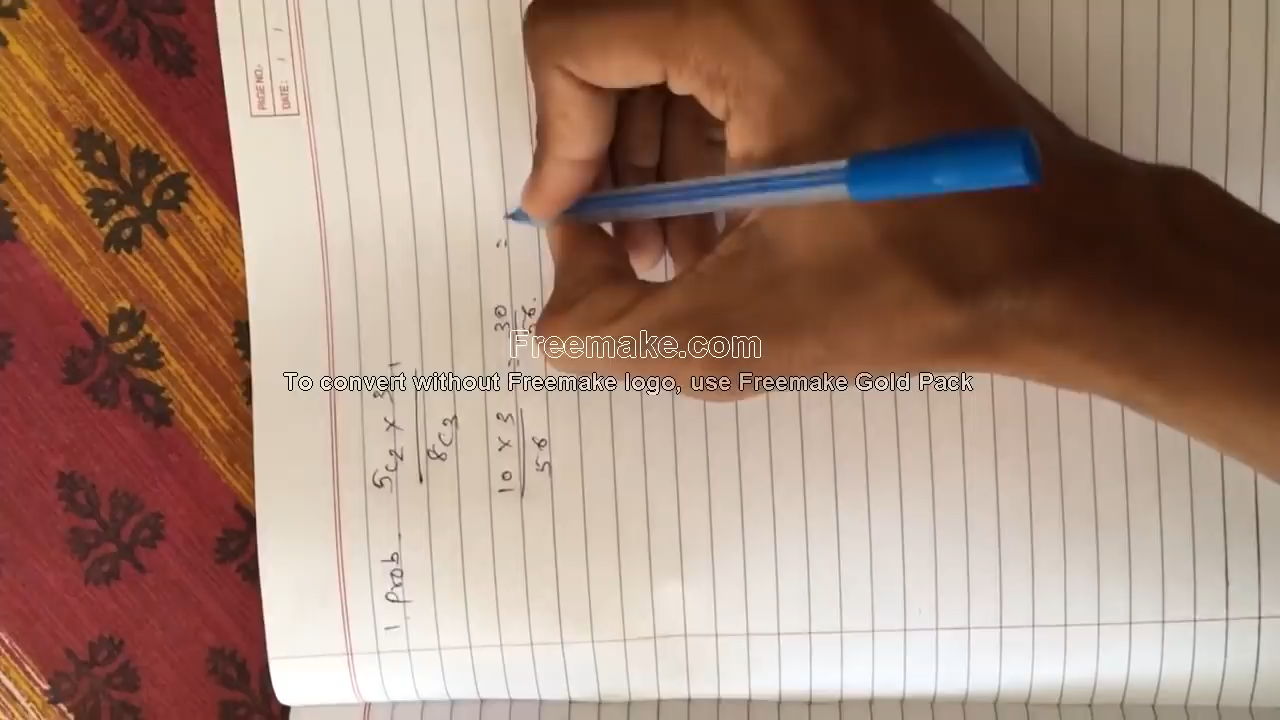 PAGE NO.:
DATE: / /
1. Prob 5c2 x 3
8c3
10 x 3 = 30 =
56 56.
Freemake.com
To convert without Freemake logo, use Freemake Gold Pack